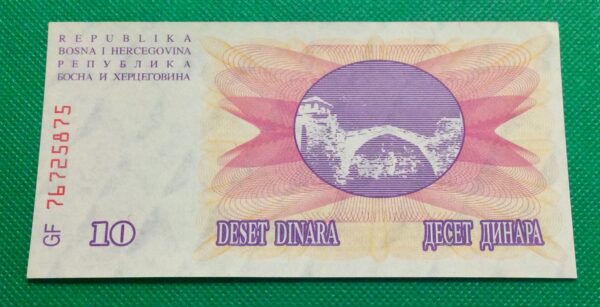 REPUBLIKA
BOSNA I HERCEGOVINA
РЕПУБЛИКА
БОСНА И ХЕРЦЕГОВИНА
GF 76725875
10
DESET DINARA
ДЕСЕТ ДИНАРА